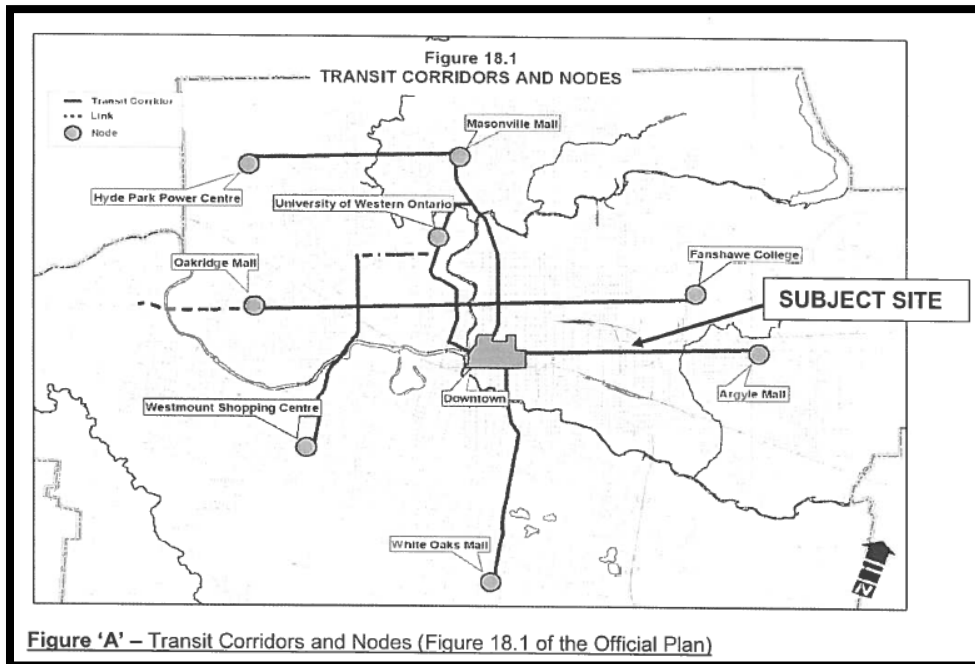 Figure 18.1
TRANSIT CORRIDORS AND NODES
Transit Corridor
Link
Node
Masonville Mall
Hyde Park Power Centre
University of Western Ontario
Oakridge Mall
Fanshawe College
SUBJECT SITE
Argyle Mall
Downtown
Westmount Shopping Centre
White Oaks Mall
N
Figure 'A' – Transit Corridors and Nodes (Figure 18.1 of the Official Plan)